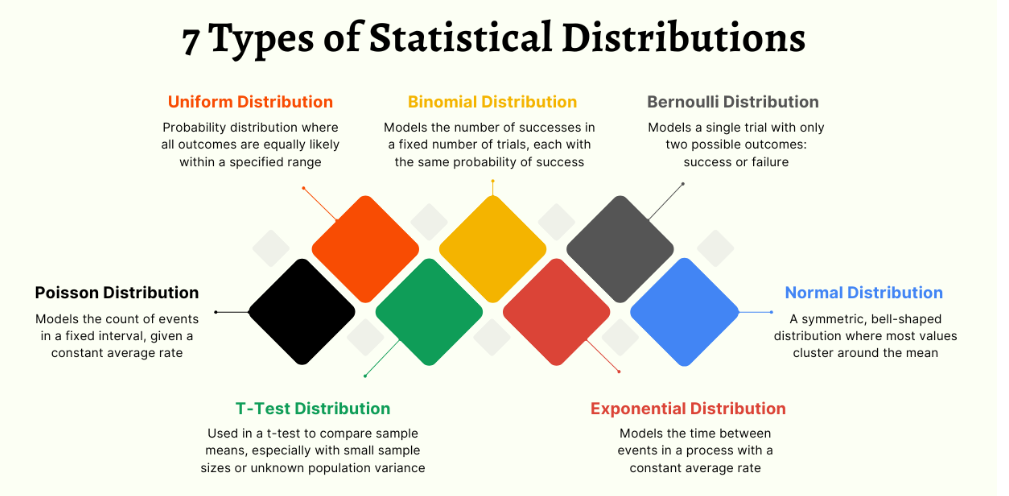 7 Types of Statistical Distributions
Uniform Distribution
Probability distribution where
all outcomes are equally likely
within a specified range
Binomial Distribution
Models the number of successes in
a fixed number of trials, each with
the same probability of success
Bernoulli Distribution
Models a single trial with only
two possible outcomes:
success or failure
Poisson Distribution
Models the count of events
in a fixed interval, given a
constant average rate
Normal Distribution
A symmetric, bell-shaped
distribution where most values
cluster around the mean
T-Test Distribution
Used in a t-test to compare sample
means, especially with small sample
sizes or unknown population variance
Exponential Distribution
Models the time between
events in a process with a
constant average rate